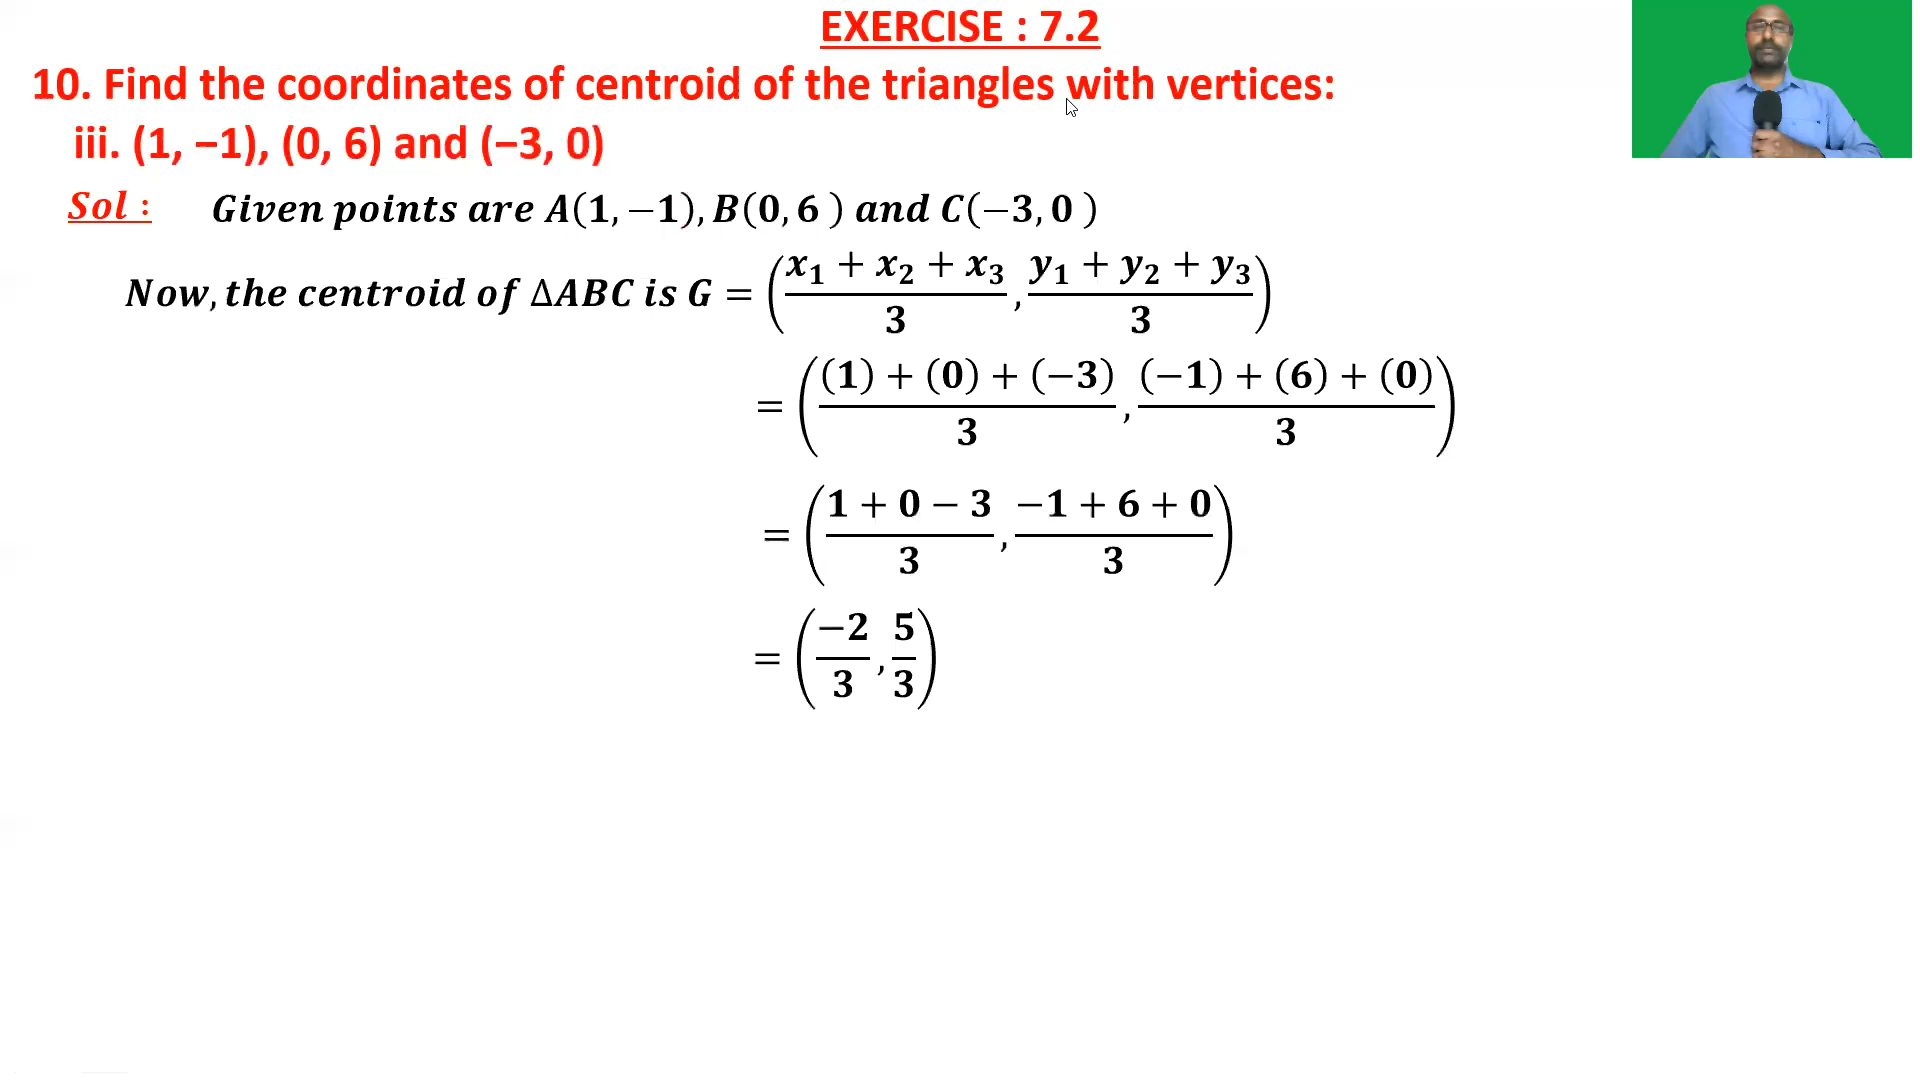 EXERCISE : 7.2
10. Find the coordinates of centroid of the triangles with vertices:
iii. (1, −1), (0, 6) and (−3, 0)
Sol : Given points are A(1, −1), B(0, 6 ) and C(−3, 0 )
Now, the centroid of ΔABC is G = ( (x₁ + x₂ + x₃)/3 , (y₁ + y₂ + y₃)/3 )
= ( ((1) + (0) + (−3))/3 , ((−1) + (6) + (0))/3 )
= ( (1 + 0 − 3)/3 , (−1 + 6 + 0)/3 )
= ( −2/3 , 5/3 )